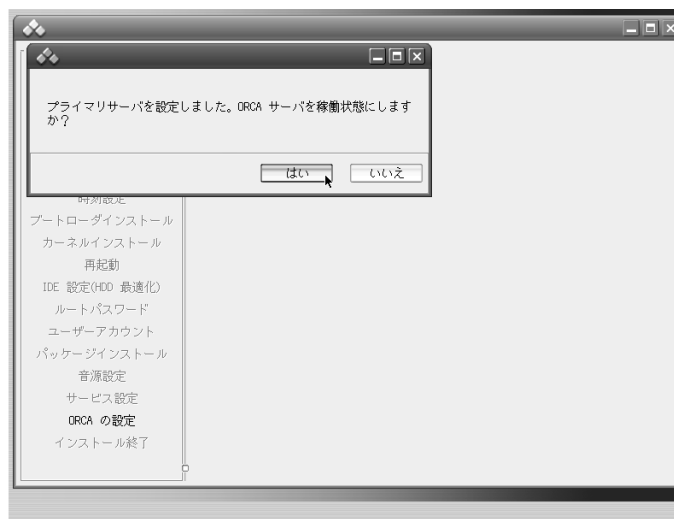 プライマリサーバを設定しました。ORCA サーバを稼働状態にします
か？
はい
いいえ
時刻設定
ブートローダインストール
カーネルインストール
再起動
IDE 設定(HDD 最適化)
ルートパスワード
ユーザーアカウント
パッケージインストール
音源設定
サービス設定
ORCA の設定
インストール終了